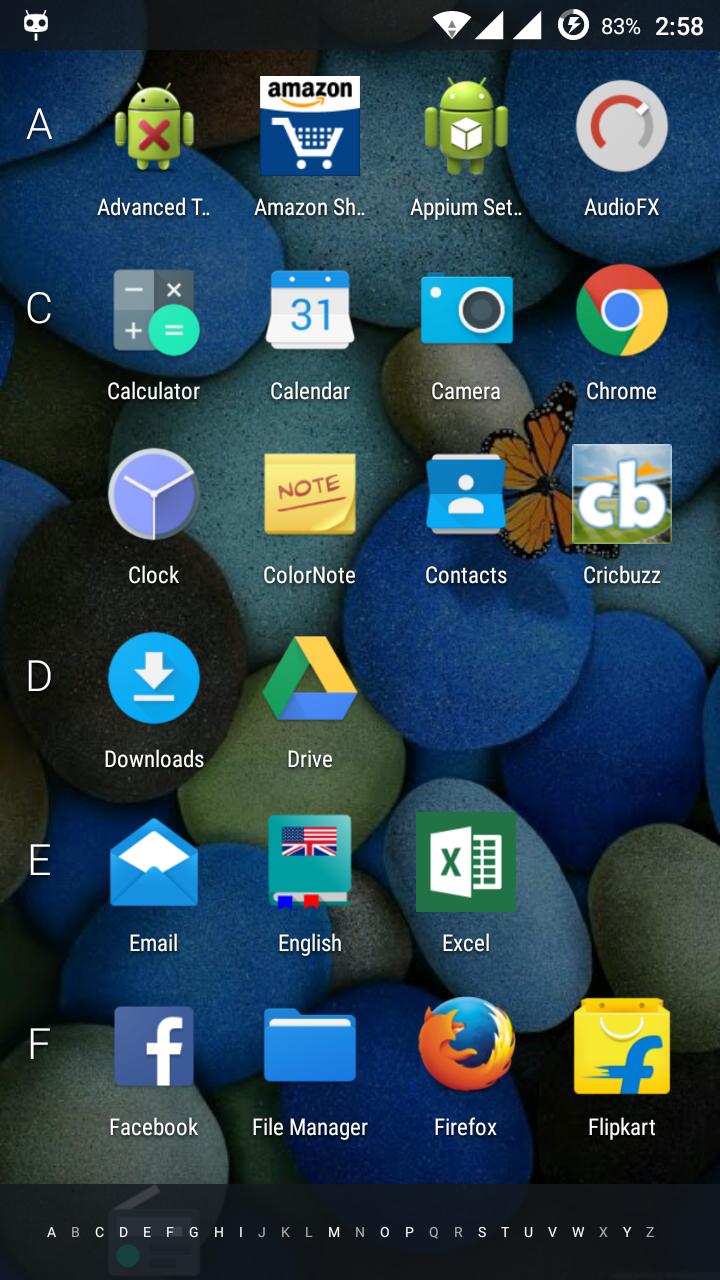 83% 2:58
A
amazon
Advanced T.. Amazon Sh.. Appium Set.. AudioFX
C
31
Calculator Calendar Camera Chrome
NOTE
cb
Clock ColorNote Contacts Cricbuzz
D
Downloads Drive
E
X
Email English Excel
F
f
f
Facebook File Manager Firefox Flipkart
A B C D E F G H I J K L M N O P Q R S T U V W X Y Z